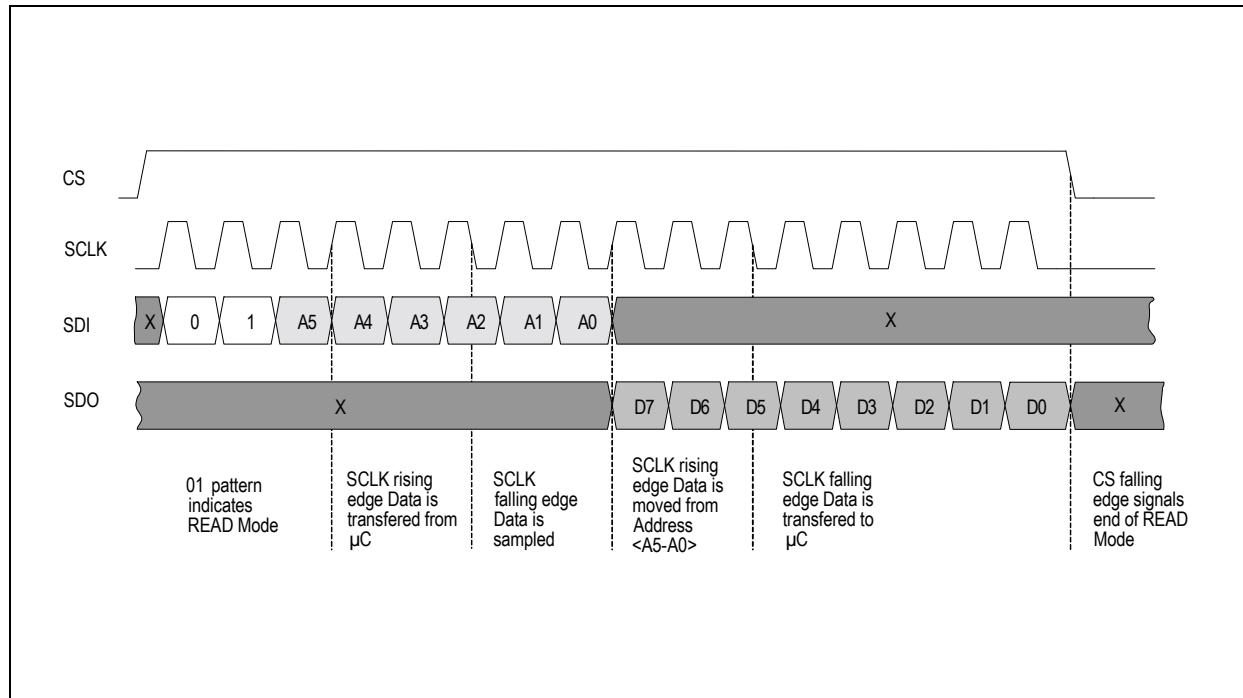 CS
SCLK
SDI
X 0 1 A5 A4 A3 A2 A1 A0 X
SDO
X D7 D6 D5 D4 D3 D2 D1 D0 X
01 pattern
indicates
READ Mode
SCLK rising
edge Data is
transfered from
µC
SCLK
falling edge
Data is
sampled
SCLK rising
edge Data is
moved from
Address
<A5-A0>
SCLK falling
edge Data is
transfered to
µC
CS falling
edge signals
end of READ
Mode